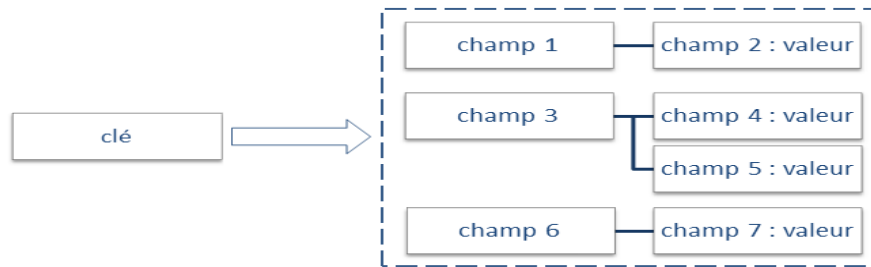 champ 1
champ 2 : valeur
clé
champ 3
champ 4 : valeur
champ 5 : valeur
champ 6
champ 7 : valeur